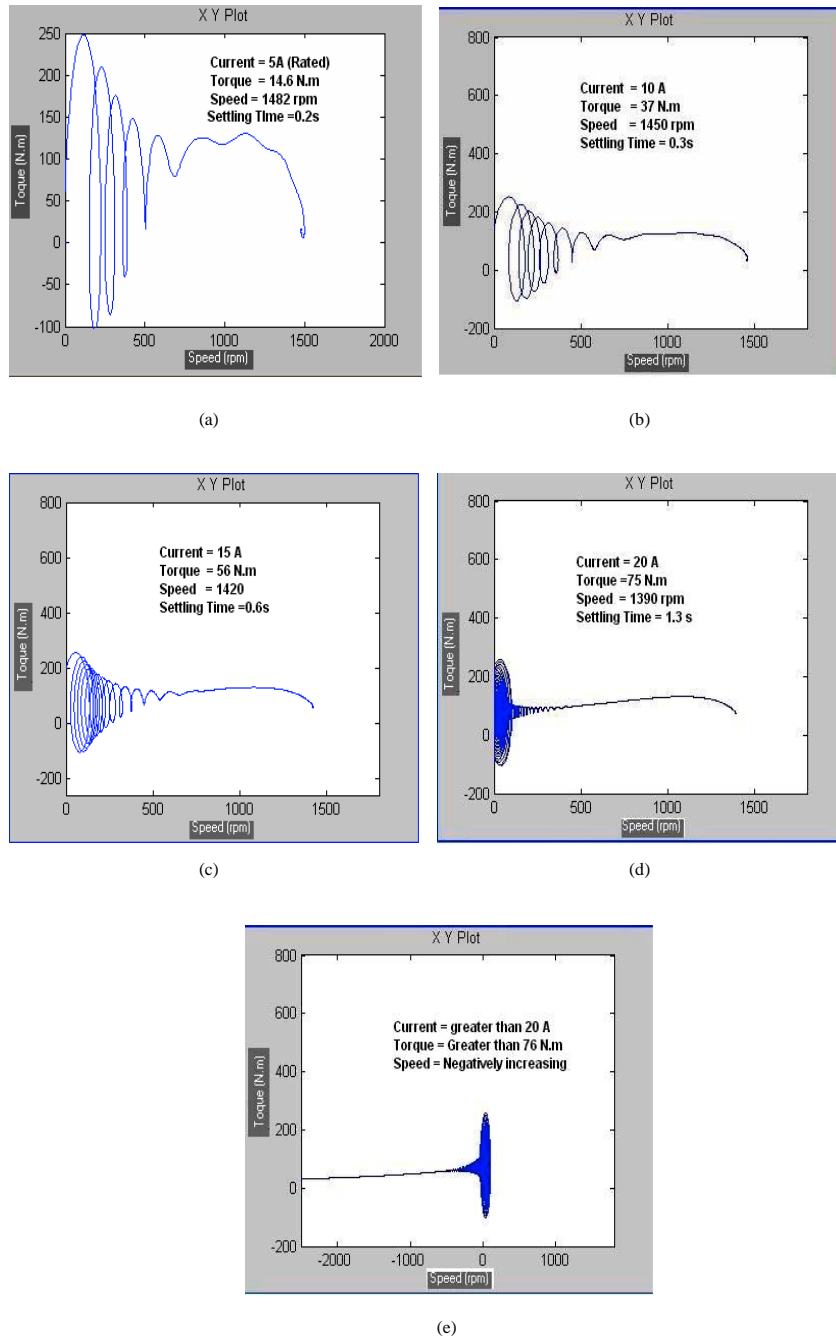 X Y Plot
250
200
150
100
50
0
-50
-100
Toque (N.m)
Current = 5A (Rated)
Torque = 14.6 N.m
Speed = 1482 rpm
Settling TIme =0.2s
0 500 1000 1500 2000
Speed (rpm)
(a)
X Y Plot
800
600
400
200
0
-200
Toque (N.m)
Current = 10 A
Torque = 37 N.m
Speed = 1450 rpm
Settling Time = 0.3s
0 500 1000 1500
Speed (rpm)
(b)
X Y Plot
800
600
400
200
0
-200
Toque (N.m)
Current = 15 A
Torque = 56 N.m
Speed = 1420
Settling Time =0.6s
0 500 1000 1500
Speed (rpm)
(c)
X Y Plot
800
600
400
200
0
-200
Toque (N.m)
Current = 20 A
Torque =75 N.m
Speed = 1390 rpm
Settling Time = 1.3 s
0 500 1000 1500
Speed (rpm)
(d)
X Y Plot
800
600
400
200
0
-200
Toque (N.m)
Current = greater than 20 A
Torque = Greater than 76 N.m
Speed = Negatively increasing
-2000 -1000 0 1000
Speed (rpm)
(e)